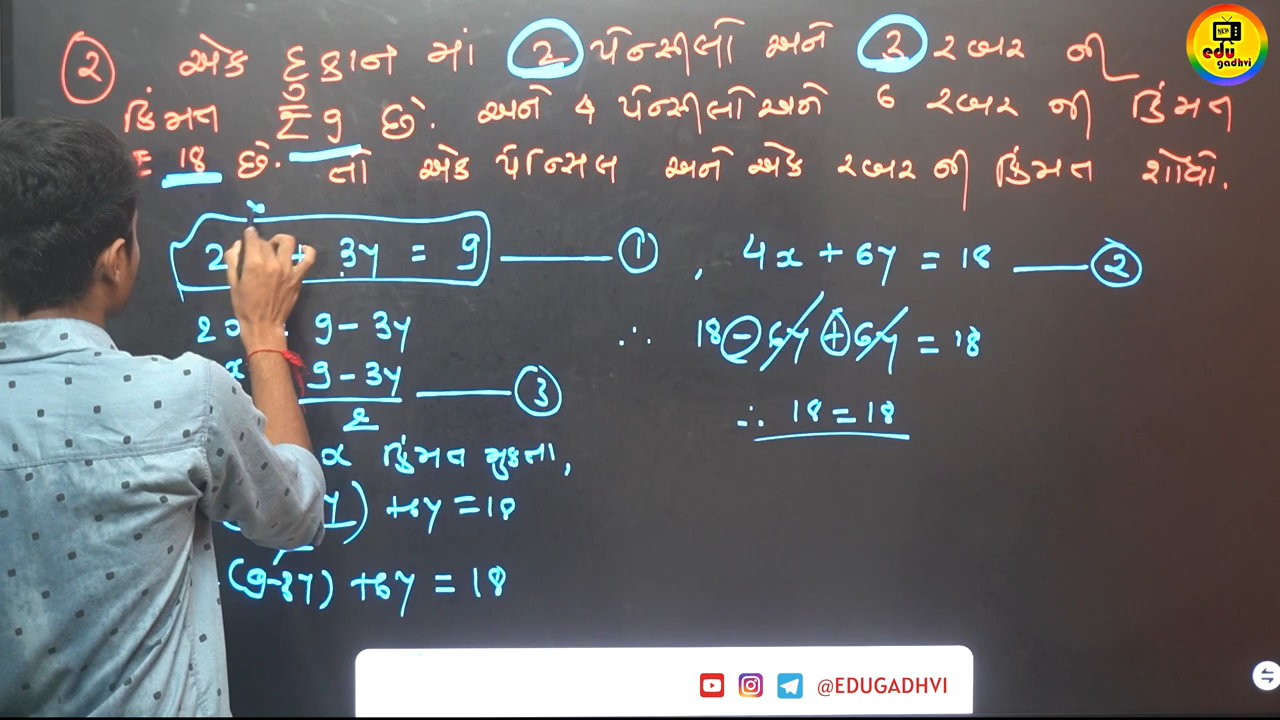 ૨ એક દુકાન માં 2 પેન્સીલો અને 3 રબર ની
કિંમત ₹ 9 છે. અને 4 પેન્સીલો અને 6 રબર ની કિંમત
18 છે. તો એક પેન્સિલ અને એક રબર ની કિંમત શોધો.
2 + 3y = 9 —— ①, 4x + 6y = 18 —— ②
9 - 3y
∴ 18 - 6y + 6y = 18
9 - 3y / 2 —— ③
∴ 18 = 18
x કિંમત મુકતા,
) + 6y = 18
(9-3y) + 6y = 18
NEW
edu
gadhvi
@EDUGADHVI